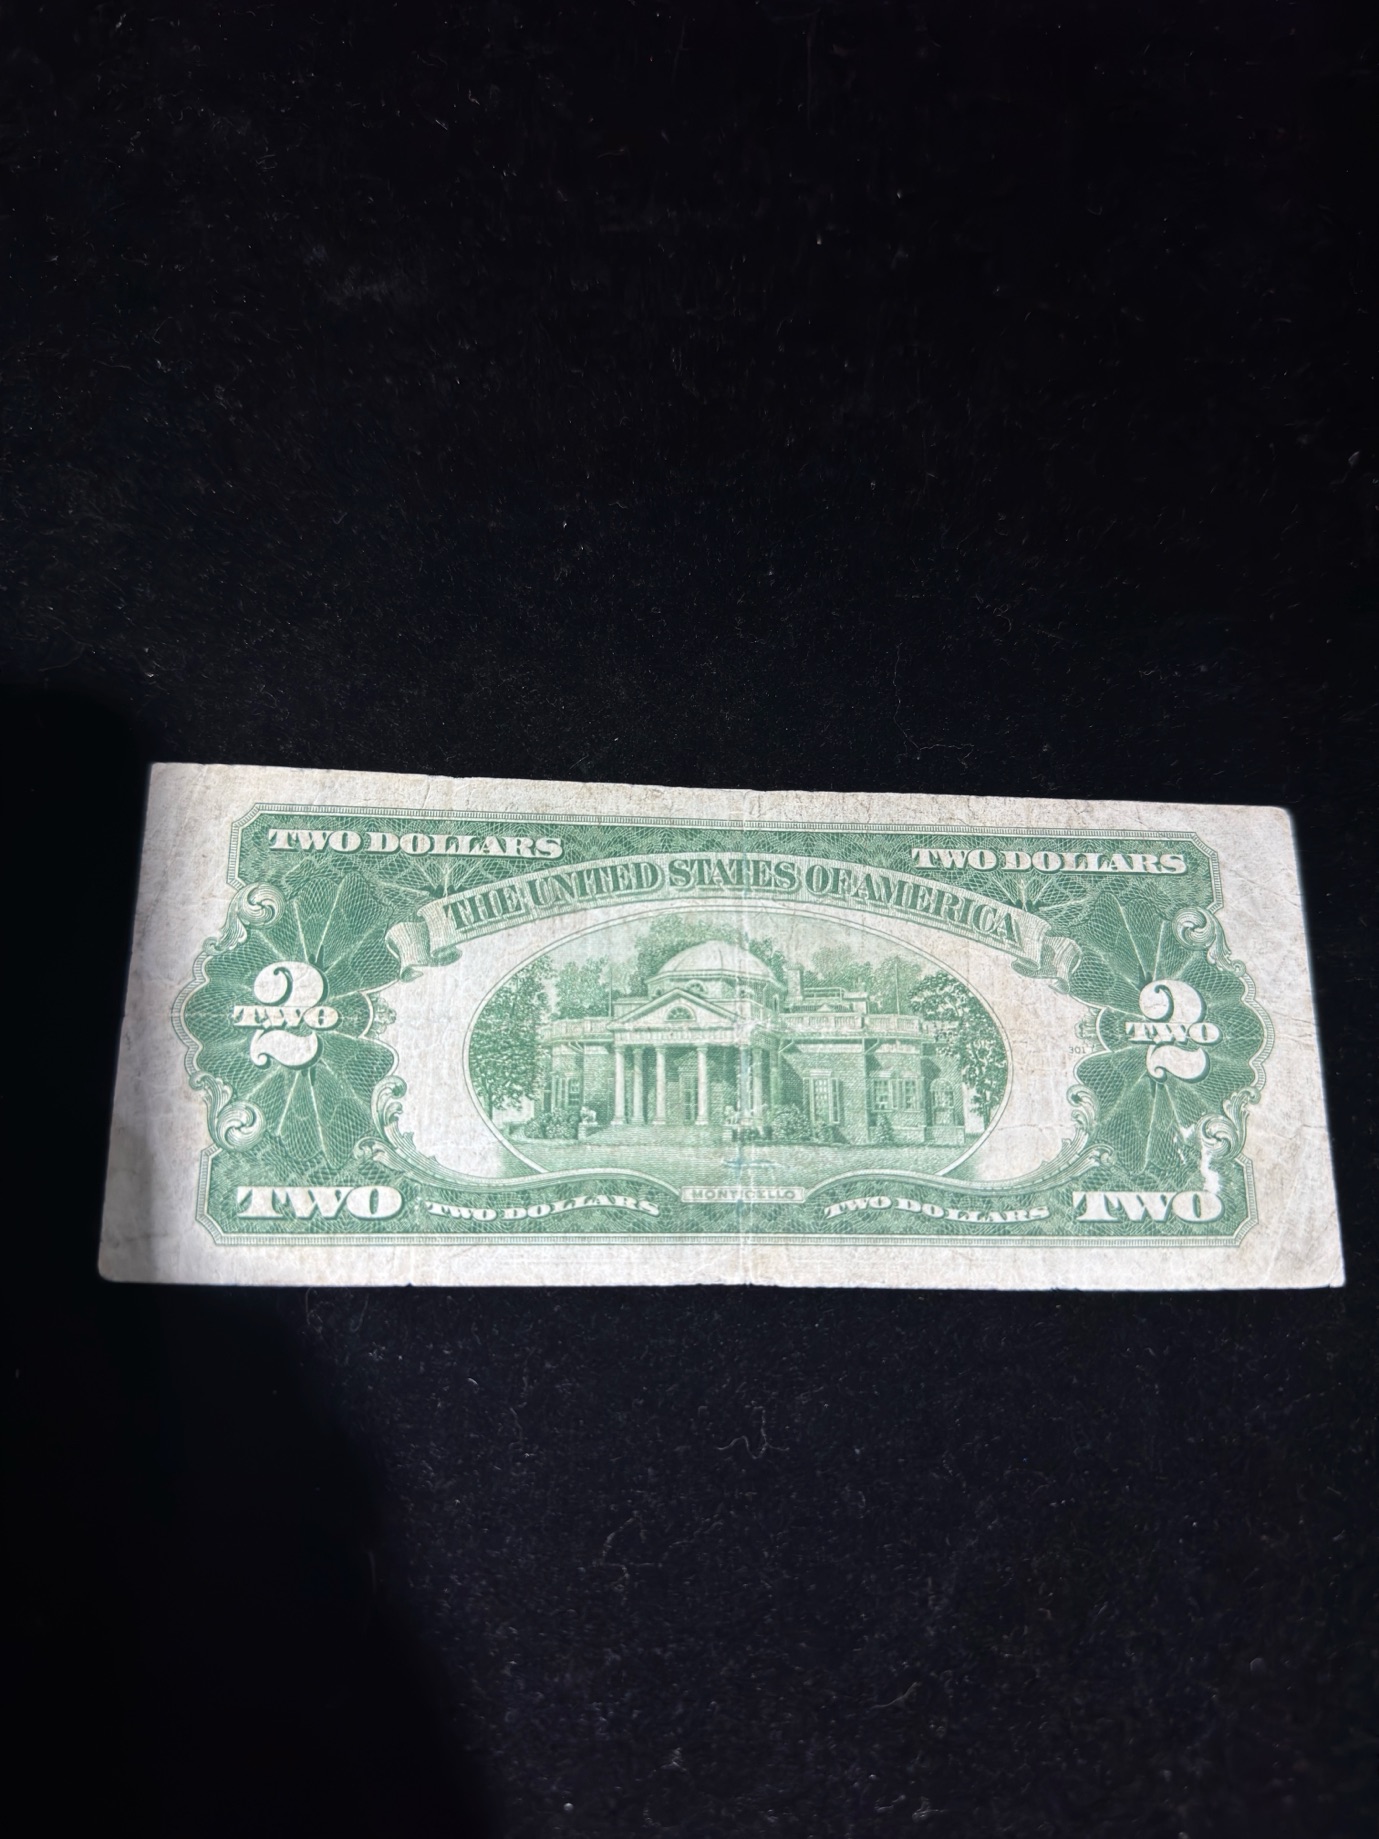 TWO DOLLARS
TWO DOLLARS
THE UNITED STATES OF AMERICA
2
TWO
2
TWO
TWO
TWO DOLLARS
MONTICELLO
TWO DOLLARS
TWO